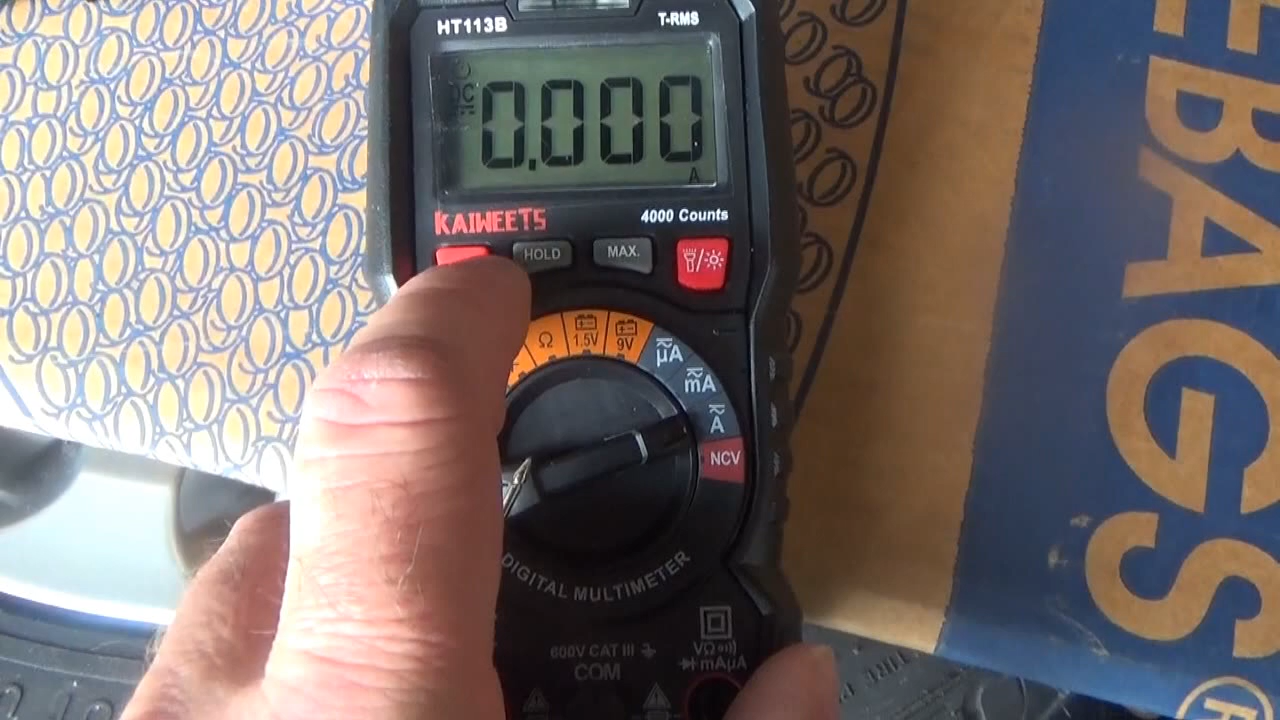 HT113B T-RMS
DC
0.000
A
KAIWEETS 4000 Counts
HOLD MAX.
Ω 1.5V 9V
µA
mA
A
NCV
DIGITAL MULTIMETER
600V CAT III
COM
VΩ
mAµA
EBAGS